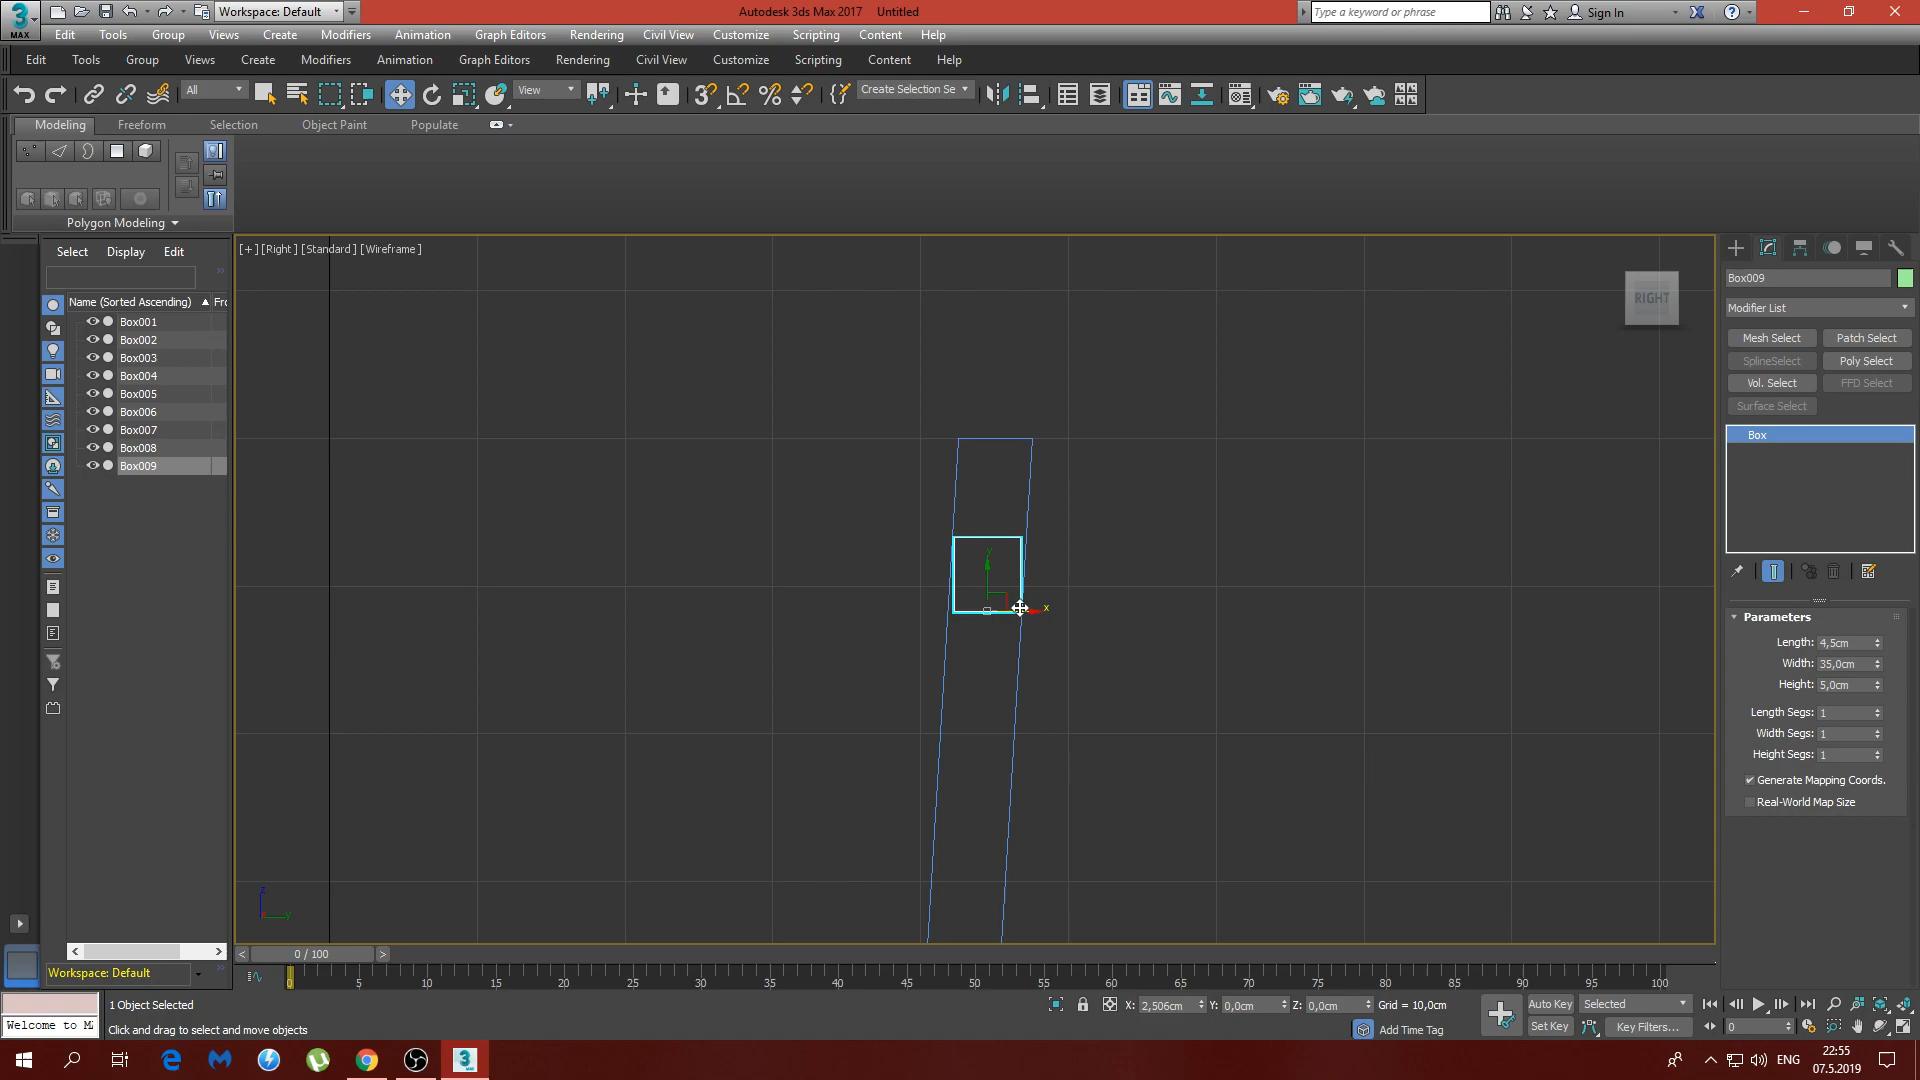 Workspace: Default
Autodesk 3ds Max 2017    Untitled
Type a keyword or phrase
Sign In
MAX
Edit Tools Group Views Create Modifiers Animation Graph Editors Rendering Civil View Customize Scripting Content Help
Edit Tools Group Views Create Modifiers Animation Graph Editors Rendering Civil View Customize Scripting Content Help
All
View
Create Selection Se
Modeling Freeform Selection Object Paint Populate
Polygon Modeling
Select Display Edit
Name (Sorted Ascending)
Fr
Box001
Box002
Box003
Box004
Box005
Box006
Box007
Box008
Box009
[+] [Right] [Standard] [Wireframe]
RIGHT
y
x
z
y
Box009
Modifier List
Mesh Select Patch Select
SplineSelect Poly Select
Vol. Select FFD Select
Surface Select
Box
Parameters
Length: 4,5cm
Width: 35,0cm
Height: 5,0cm
Length Segs: 1
Width Segs: 1
Height Segs: 1
Generate Mapping Coords.
Real-World Map Size
< 0 / 100 >
Workspace: Default
0 5 10 15 20 25 30 35 40 45 50 55 60 65 70 75 80 85 90 95 100
1 Object Selected
X: 2,506cm Y: 0,0cm Z: 0,0cm Grid = 10,0cm
Auto Key Selected
Welcome to M
Click and drag to select and move objects
Add Time Tag
Set Key Key Filters...
0
3
MAX
ENG
22:55
07.5.2019